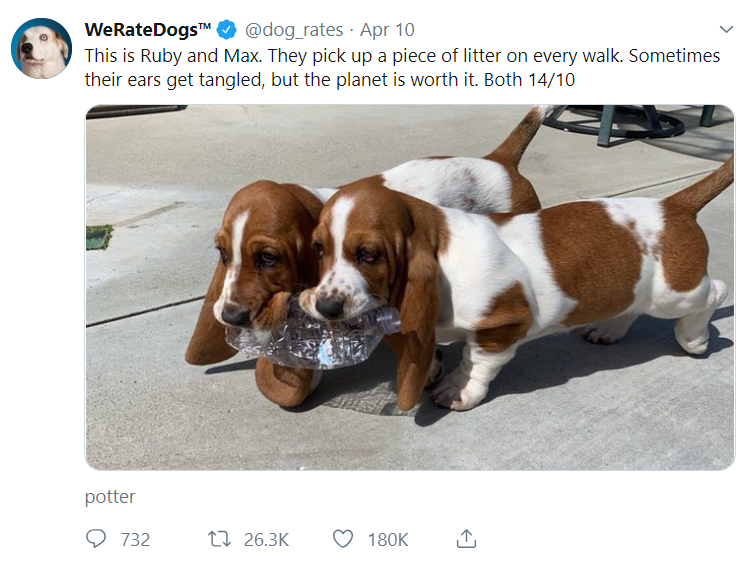 WeRateDogs™ @dog_rates · Apr 10
This is Ruby and Max. They pick up a piece of litter on every walk. Sometimes
their ears get tangled, but the planet is worth it. Both 14/10
potter
732 26.3K 180K